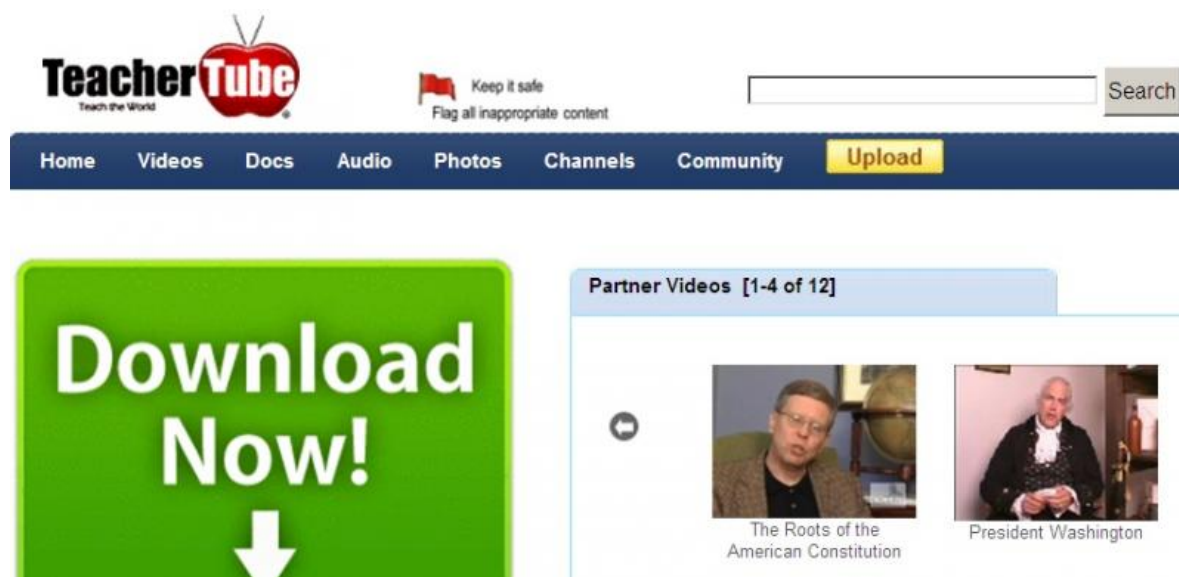 TeacherTube
Teach the World
Keep it safe
Flag all inappropriate content
Search
Home Videos Docs Audio Photos Channels Community Upload
Download
Now!
Partner Videos [1-4 of 12]
The Roots of the
American Constitution
President Washington